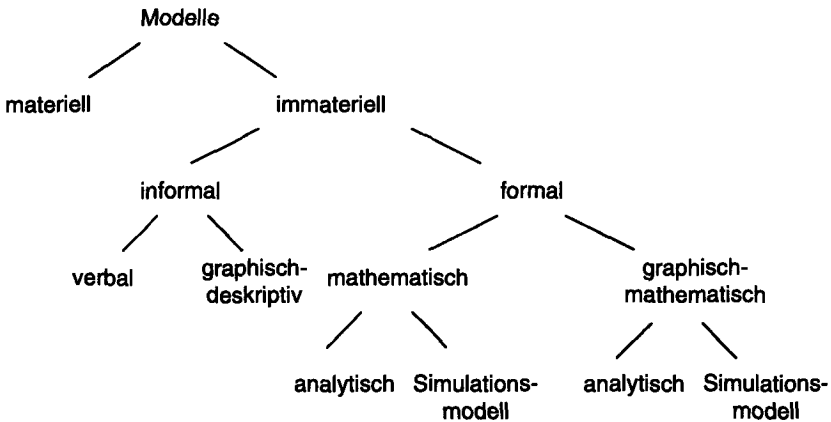 Modelle
materiell
immateriell
informal
formal
verbal
graphisch-
deskriptiv
mathematisch
graphisch-
mathematisch
analytisch
Simulations-
modell
analytisch
Simulations-
modell